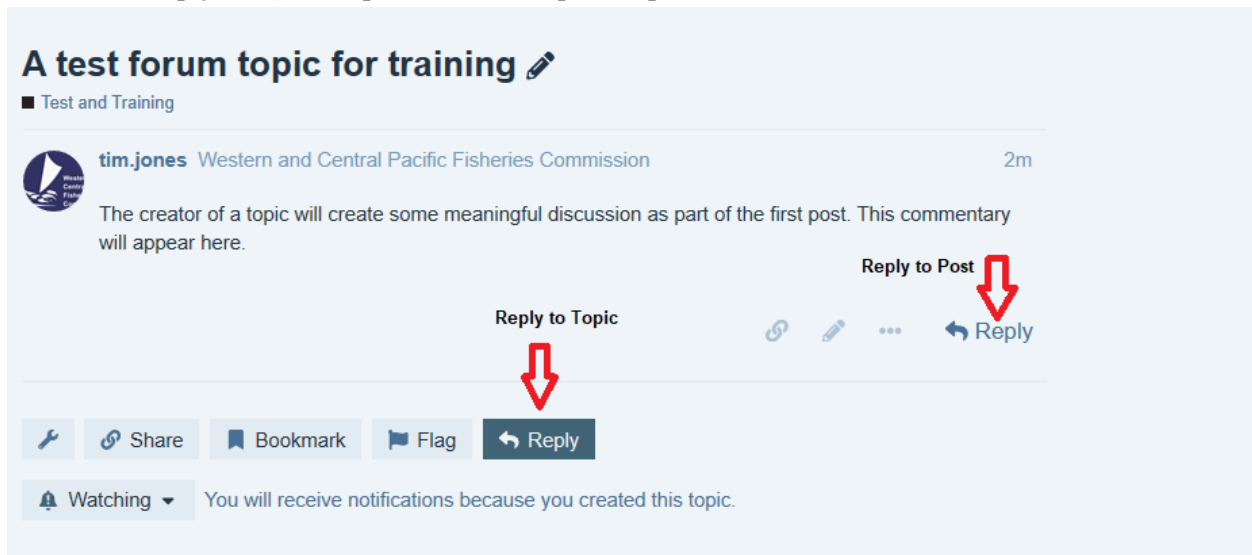 A test forum topic for training
Test and Training
tim.jones Western and Central Pacific Fisheries Commission 2m
The creator of a topic will create some meaningful discussion as part of the first post. This commentary
will appear here.
Reply to Post
Reply to Topic
Reply
Share Bookmark Flag Reply
Watching You will receive notifications because you created this topic.